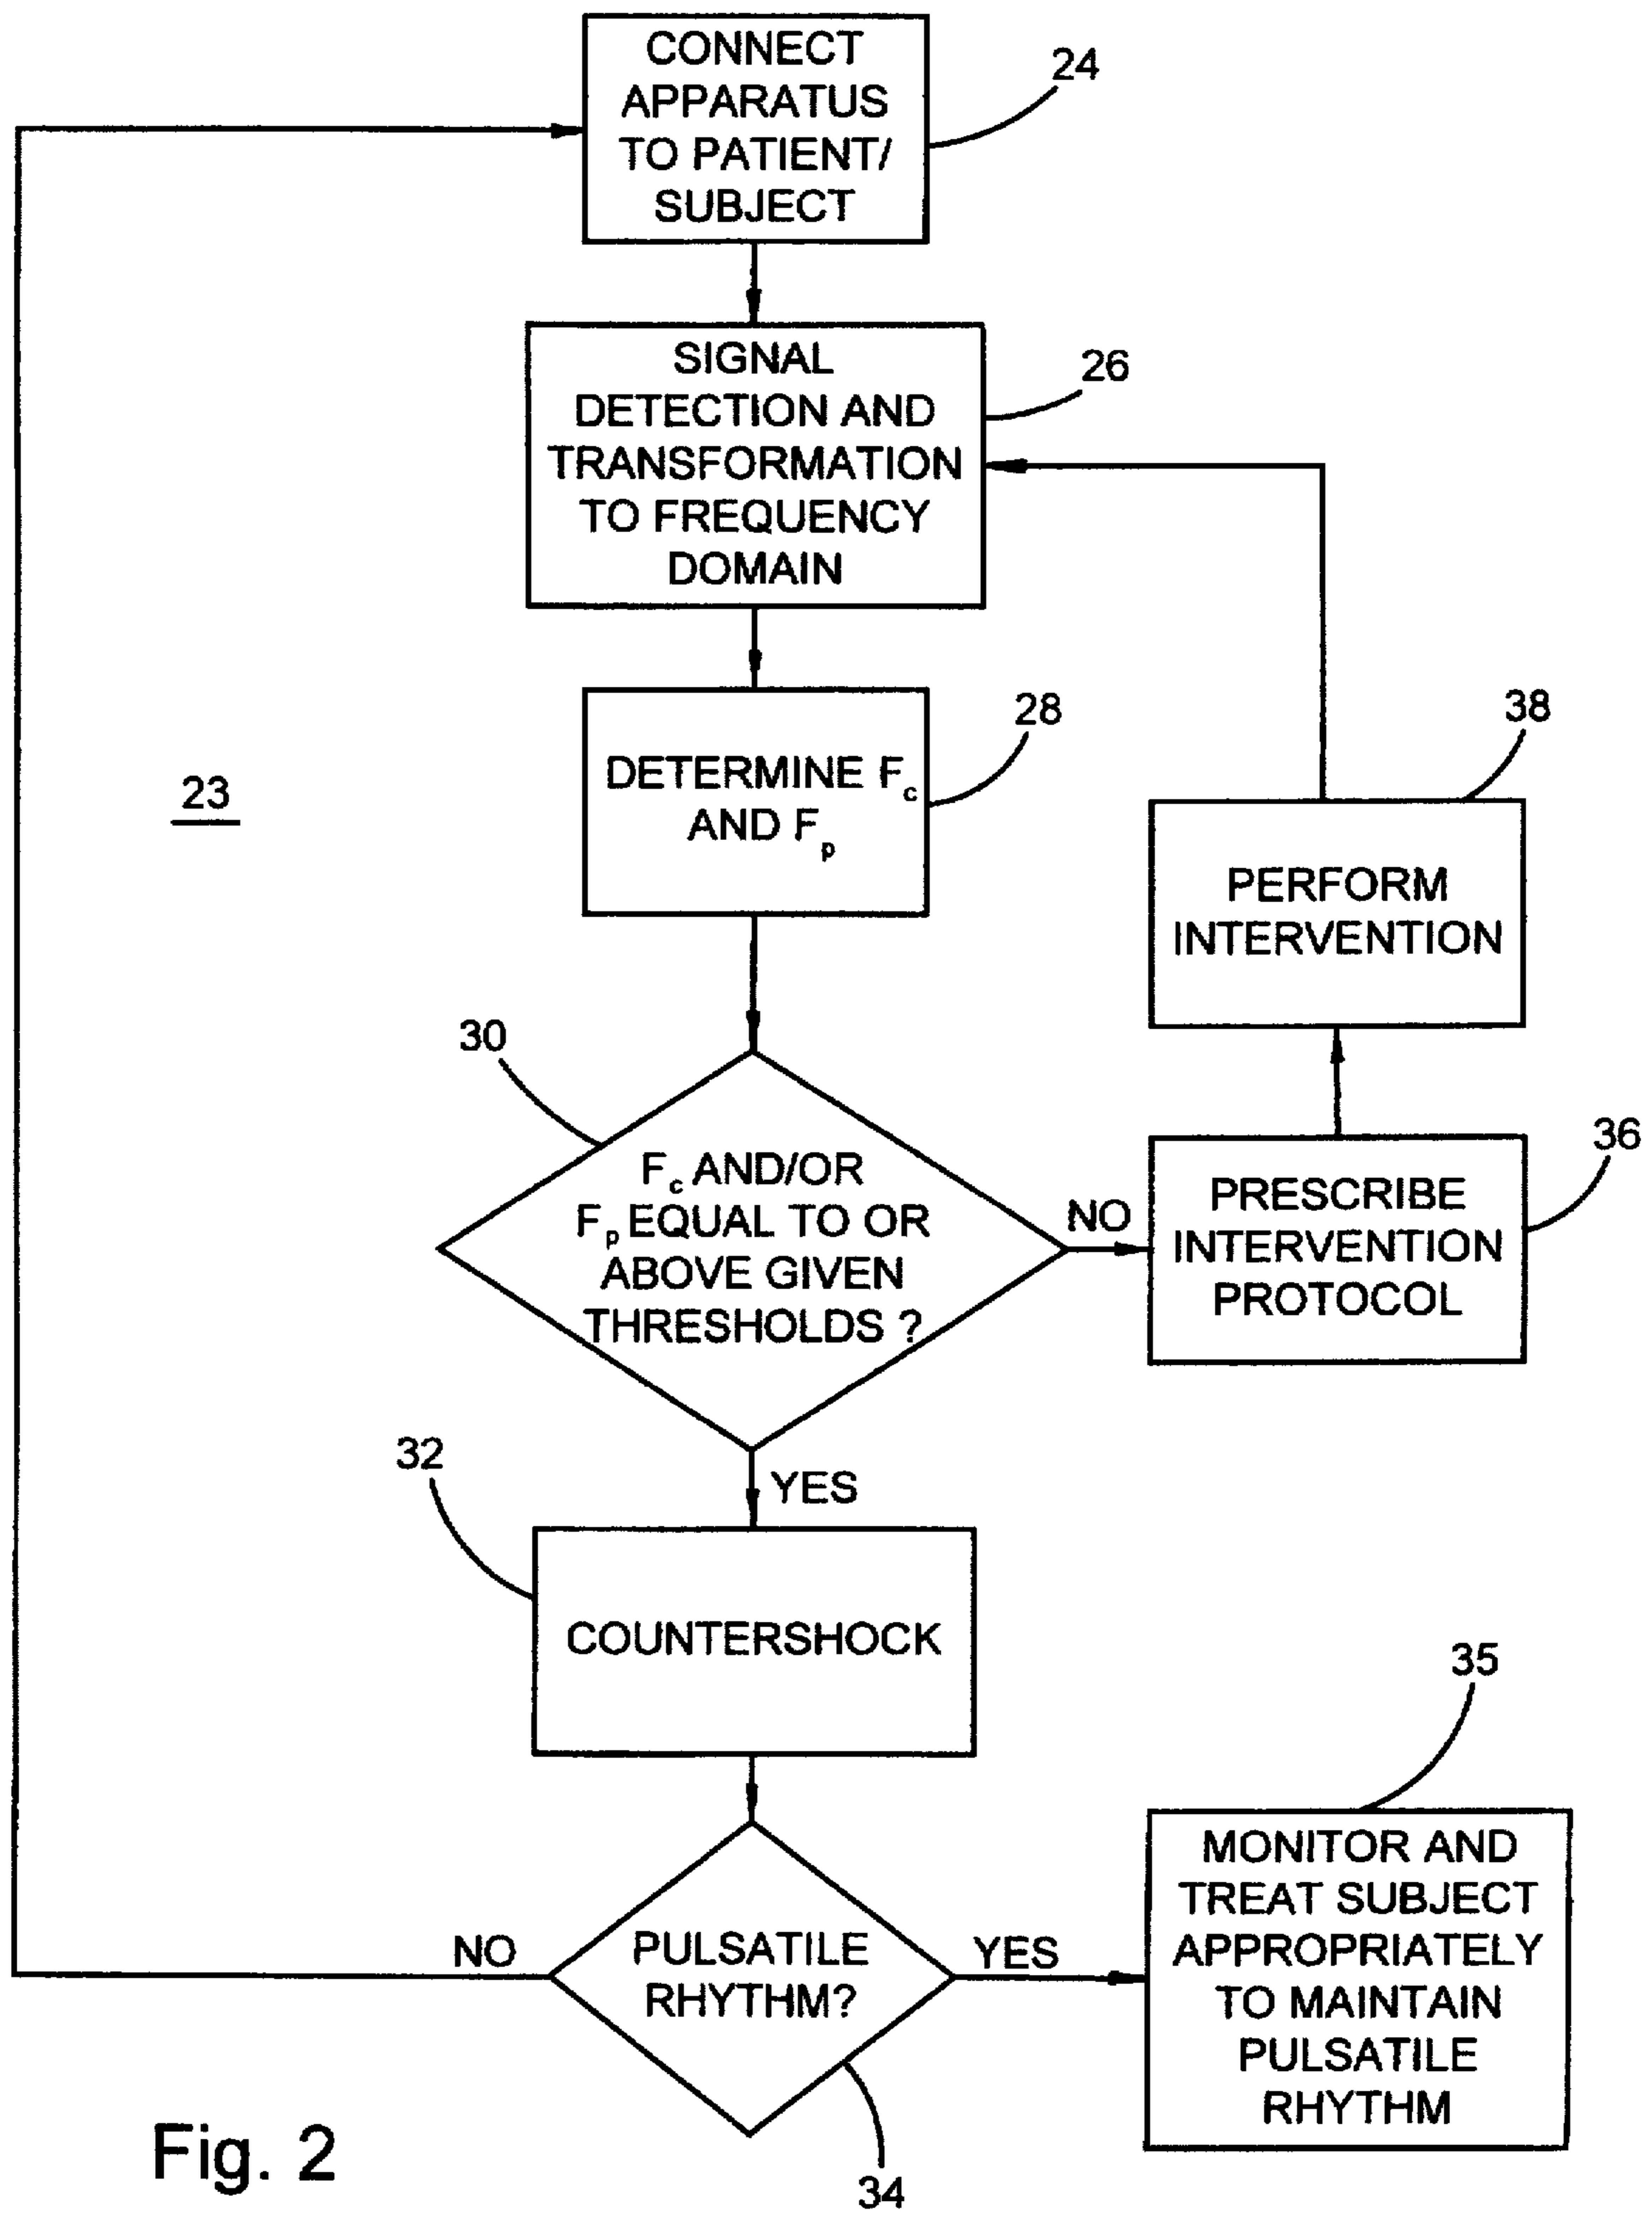 CONNECT
APPARATUS
TO PATIENT/
SUBJECT
24
SIGNAL
DETECTION AND
TRANSFORMATION
TO FREQUENCY
DOMAIN
26
DETERMINE Fc
AND Fp
28
23
38
PERFORM
INTERVENTION
30
Fc AND/OR
Fp EQUAL TO OR
ABOVE GIVEN
THRESHOLDS ?
NO
36
PRESCRIBE
INTERVENTION
PROTOCOL
YES
32
COUNTERSHOCK
35
MONITOR AND
TREAT SUBJECT
APPROPRIATELY
TO MAINTAIN
PULSATILE
RHYTHM
NO
PULSATILE
RHYTHM?
YES
34
Fig. 2